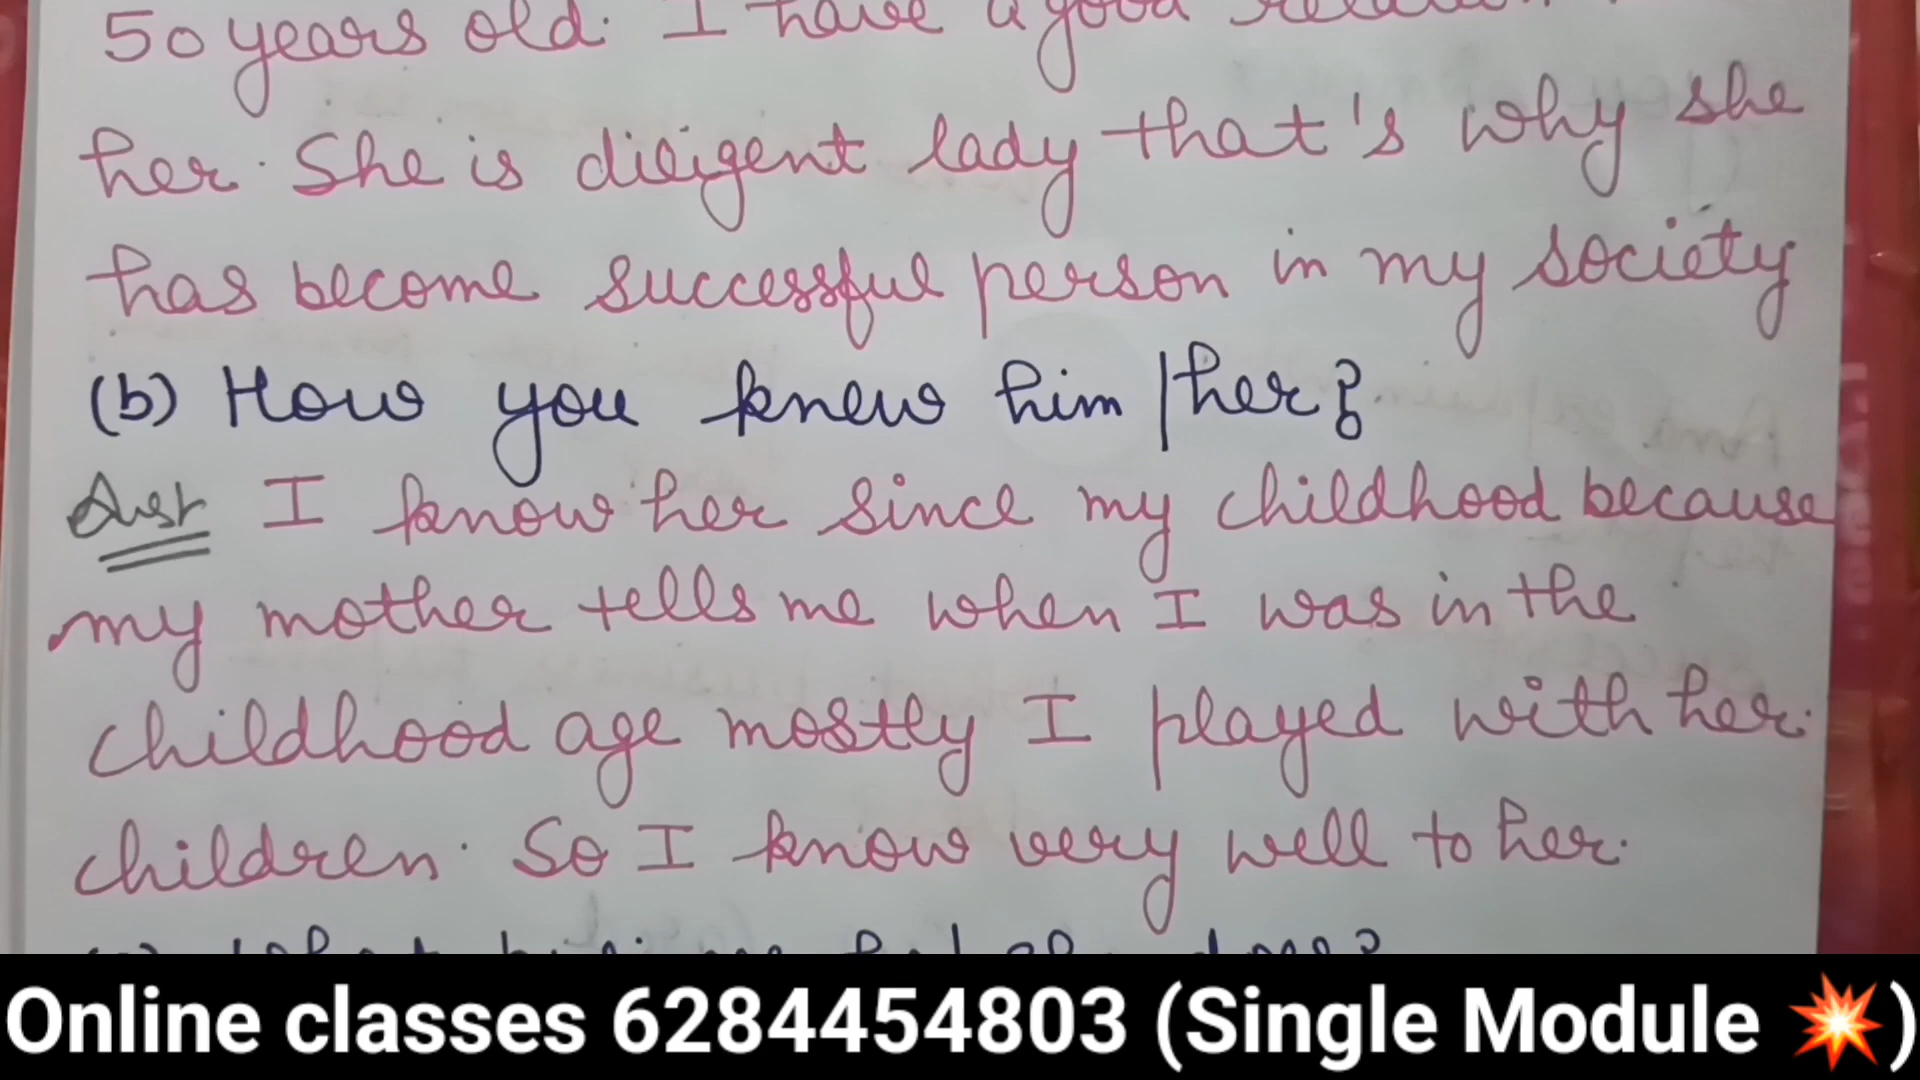 50 years old. I have a good
her. She is diligent lady that's why she
has become successful person in my society
(b) How you knew him/her?
Ans I know her since my childhood because
my mother tells me when I was in the
childhood age mostly I played with her.
children. So I know very well to her.
Online classes 6284454803 (Single Module 💥)